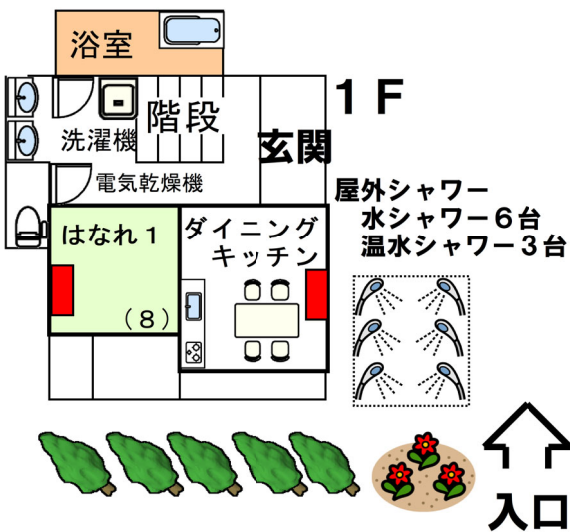 浴室
1F
階段
洗濯機
玄関
電気乾燥機
屋外シャワー
水シャワー6台
温水シャワー3台
はなれ1
(8)
ダイニング
キッチン
入口